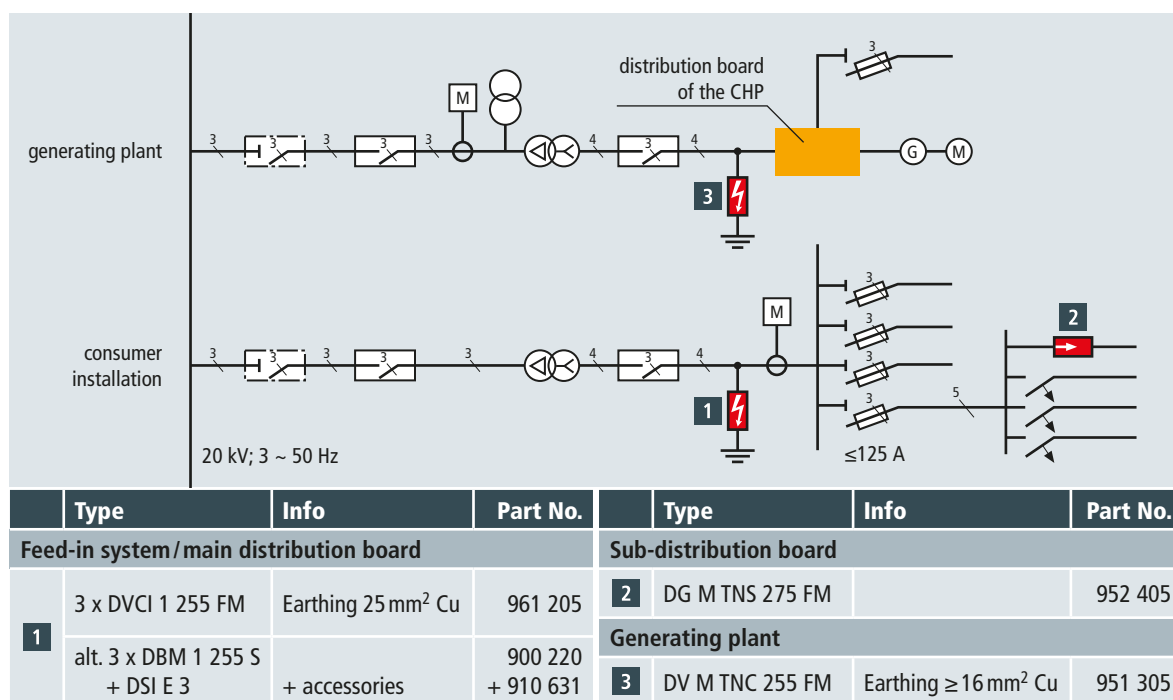 distribution board
of the CHP
3
M
generating plant
3
3
3
3
3
4
3
4
G
M
3
3
M
3
3
2
consumer
installation
3
3
3
3
3
4
3
4
3
3
5
1
20 kV; 3 ~ 50 Hz
≤125 A
Type Info Part No.
Feed-in system/main distribution board
1
3 x DVCI 1 255 FM Earthing 25 mm² Cu 961 205
alt. 3 x DBM 1 255 S 900 220
+ DSI E 3 + accessories + 910 631
Type Info Part No.
Sub-distribution board
2 DG M TNS 275 FM 952 405
Generating plant
3 DV M TNC 255 FM Earthing ≥ 16 mm² Cu 951 305